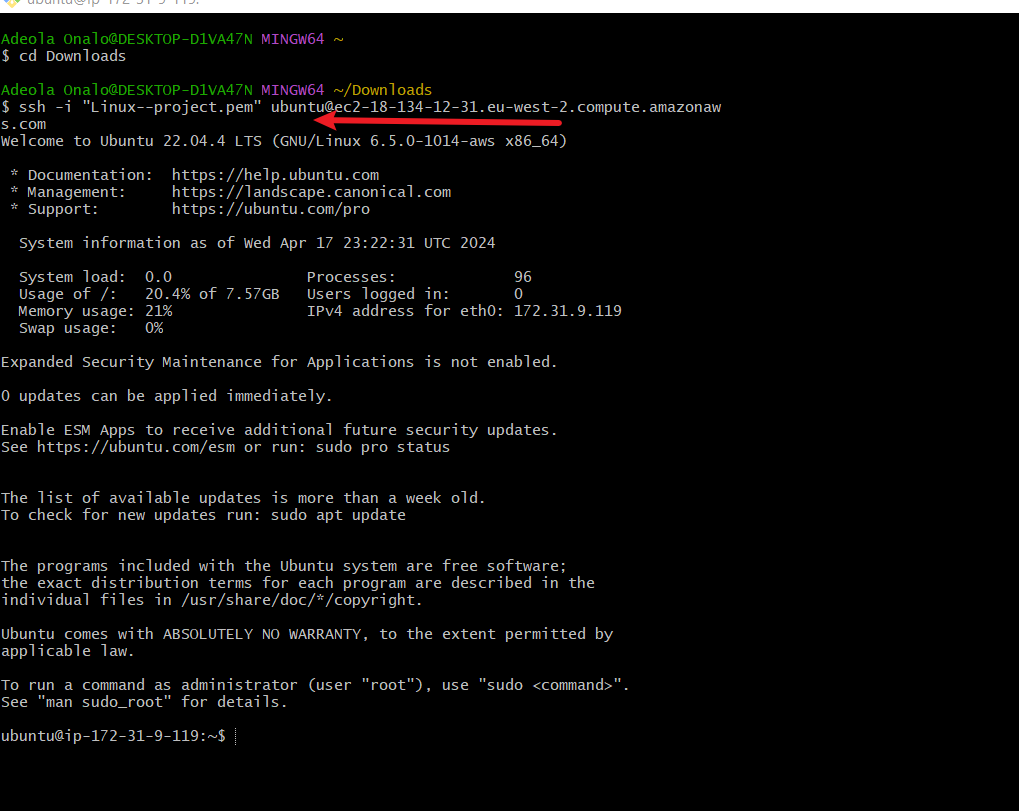 ubuntu@ip-172-31-9-119:
Adeola Onalo@DESKTOP-D1VA47N MINGW64 ~
$ cd Downloads
Adeola Onalo@DESKTOP-D1VA47N MINGW64 ~/Downloads
$ ssh -i "Linux--project.pem" ubuntu@ec2-18-134-12-31.eu-west-2.compute.amazonaw
s.com
Welcome to Ubuntu 22.04.4 LTS (GNU/Linux 6.5.0-1014-aws x86_64)
* Documentation:  https://help.ubuntu.com
* Management:     https://landscape.canonical.com
* Support:        https://ubuntu.com/pro
System information as of Wed Apr 17 23:22:31 UTC 2024
System load:  0.0               Processes:             96
Usage of /:   20.4% of 7.57GB   Users logged in:       0
Memory usage: 21%               IPv4 address for eth0: 172.31.9.119
Swap usage:   0%
Expanded Security Maintenance for Applications is not enabled.
0 updates can be applied immediately.
Enable ESM Apps to receive additional future security updates.
See https://ubuntu.com/esm or run: sudo pro status
The list of available updates is more than a week old.
To check for new updates run: sudo apt update
The programs included with the Ubuntu system are free software;
the exact distribution terms for each program are described in the
individual files in /usr/share/doc/*/copyright.
Ubuntu comes with ABSOLUTELY NO WARRANTY, to the extent permitted by
applicable law.
To run a command as administrator (user "root"), use "sudo <command>".
See "man sudo_root" for details.
ubuntu@ip-172-31-9-119:~$